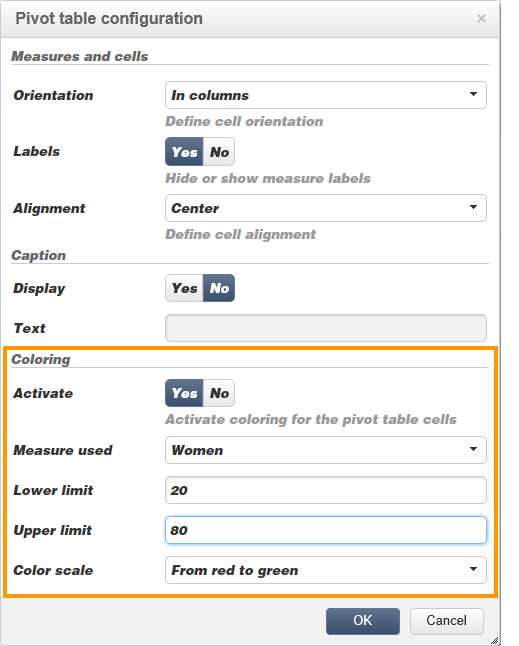 Pivot table configuration ×
Measures and cells
Orientation In columns
Define cell orientation
Labels Yes No
Hide or show measure labels
Alignment Center
Define cell alignment
Caption
Display Yes No
Text
Coloring
Activate Yes No
Activate coloring for the pivot table cells
Measure used Women
Lower limit 20
Upper limit 80
Color scale From red to green
OK Cancel